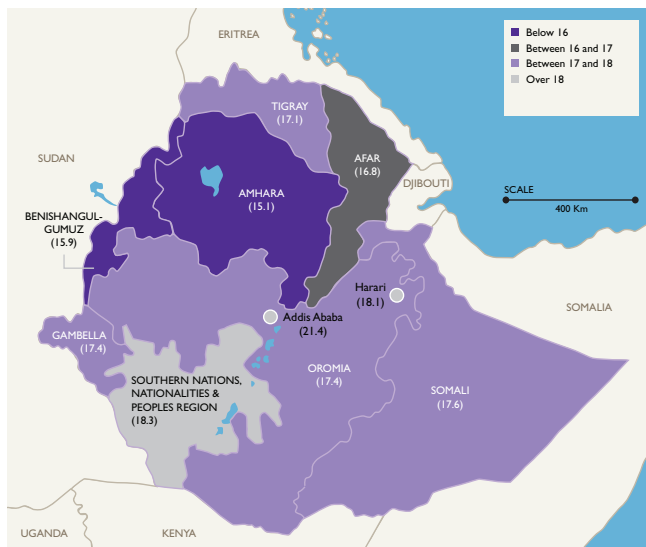 ERITREA
Below 16
Between 16 and 17
Between 17 and 18
Over 18
TIGRAY
(17.1)
SUDAN
AFAR
(16.8)
DJIBOUTI
SCALE
400 Km
AMHARA
(15.1)
BENISHANGUL-
GUMUZ
(15.9)
Harari
(18.1)
SOMALIA
Addis Ababa
(21.4)
GAMBELLA
(17.4)
OROMIA
(17.4)
SOUTHERN NATIONS,
NATIONALITIES &
PEOPLES REGION
(18.3)
SOMALI
(17.6)
UGANDA
KENYA